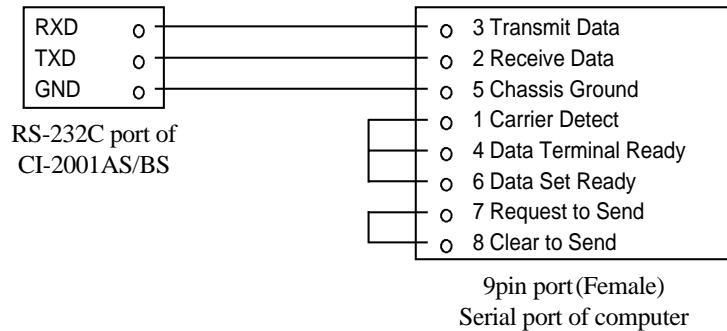 RXD
TXD
GND
RS-232C port of
CI-2001AS/BS
3 Transmit Data
2 Receive Data
5 Chassis Ground
1 Carrier Detect
4 Data Terminal Ready
6 Data Set Ready
7 Request to Send
8 Clear to Send
9pin port (Female)
Serial port of computer